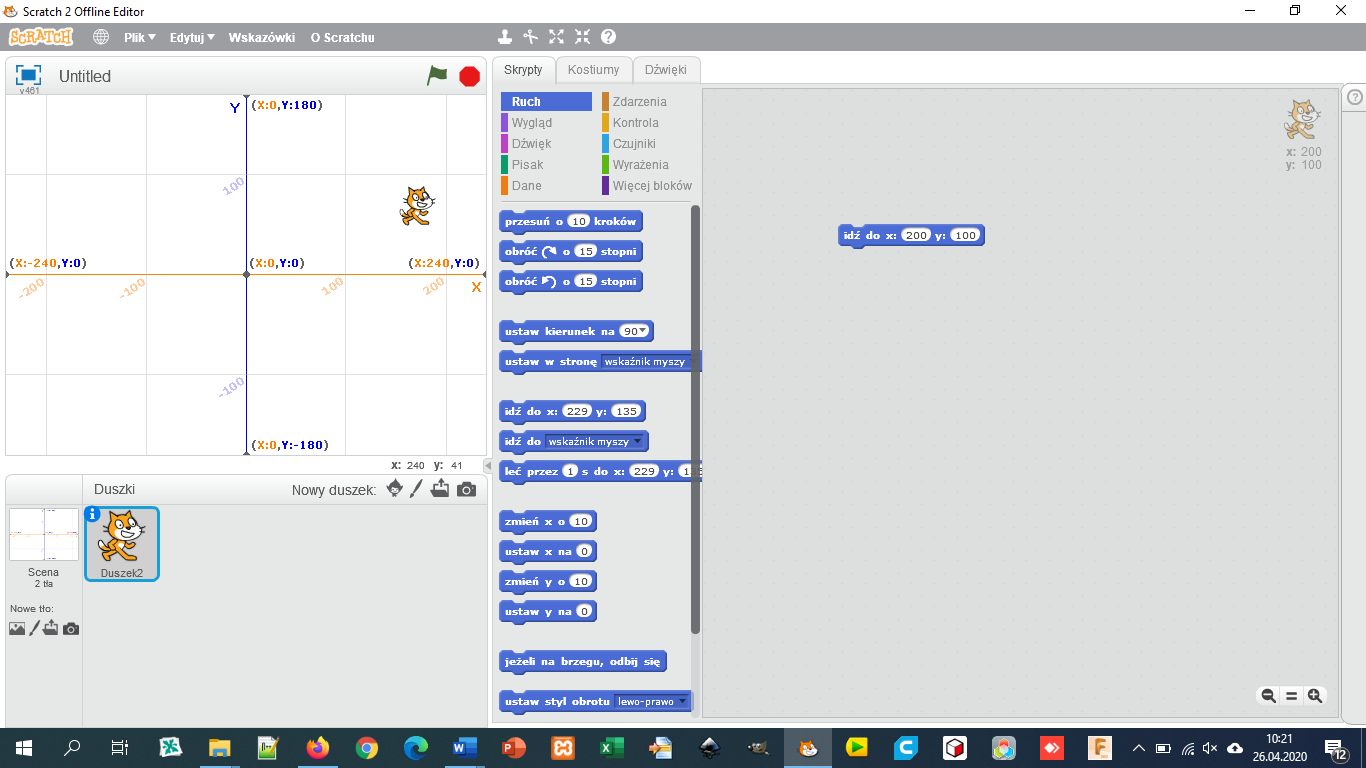 Scratch 2 Offline Editor
SCRATCH
Plik
Edytuj
Wskazówki
O Scratchu
v461
Untitled
Y
(X:0,Y:180)
100
(X:-240,Y:0)
(X:0,Y:0)
(X:240,Y:0)
-200
-100
100
200
X
-100
(X:0,Y:-180)
x: 240 y: 41
Duszki
Nowy duszek:
Scena
2 tła
Nowe tło:
Duszek2
Skrypty
Kostiumy
Dźwięki
Ruch
Wygląd
Dźwięk
Pisak
Dane
Zdarzenia
Kontrola
Czujniki
Wyrażenia
Więcej bloków
przesuń o 10 kroków
obróć o 15 stopni
obróć o 15 stopni
ustaw kierunek na 90
ustaw w stronę wskaźnik myszy
idź do x: 229 y: 135
idź do wskaźnik myszy
leć przez 1 s do x: 229 y: 135
zmień x o 10
ustaw x na 0
zmień y o 10
ustaw y na 0
jeżeli na brzegu, odbij się
ustaw styl obrotu lewo-prawo
idź do x: 200 y: 100
x: 200
y: 100
10:21
26.04.2020
12